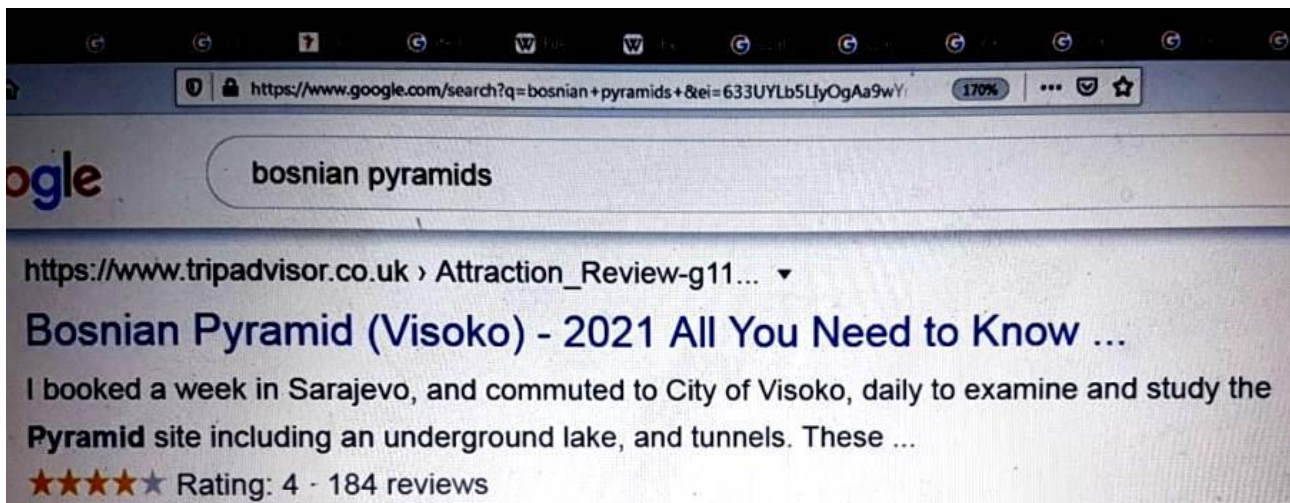 https://www.google.com/search?q=bosnian+pyramids+&ei=633UYLb5LIyOgAa9wY 170%
ogle bosnian pyramids
https://www.tripadvisor.co.uk › Attraction_Review-g11...
Bosnian Pyramid (Visoko) - 2021 All You Need to Know ...
I booked a week in Sarajevo, and commuted to City of Visoko, daily to examine and study the
Pyramid site including an underground lake, and tunnels. These ...
Rating: 4 - 184 reviews